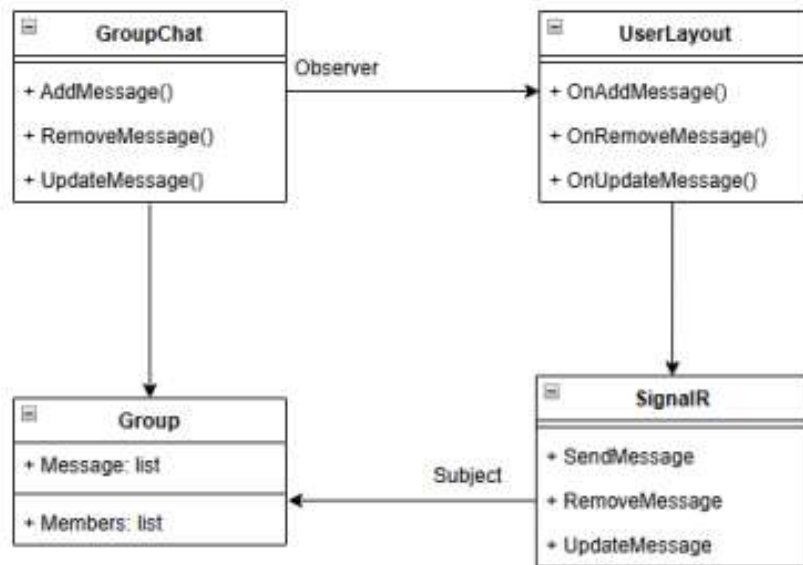 GroupChat
+ AddMessage()
+ RemoveMessage()
+ UpdateMessage()
Observer
UserLayout
+ OnAddMessage()
+ OnRemoveMessage()
+ OnUpdateMessage()
Group
+ Message: list
+ Members: list
Subject
SignalR
+ SendMessage
+ RemoveMessage
+ UpdateMessage